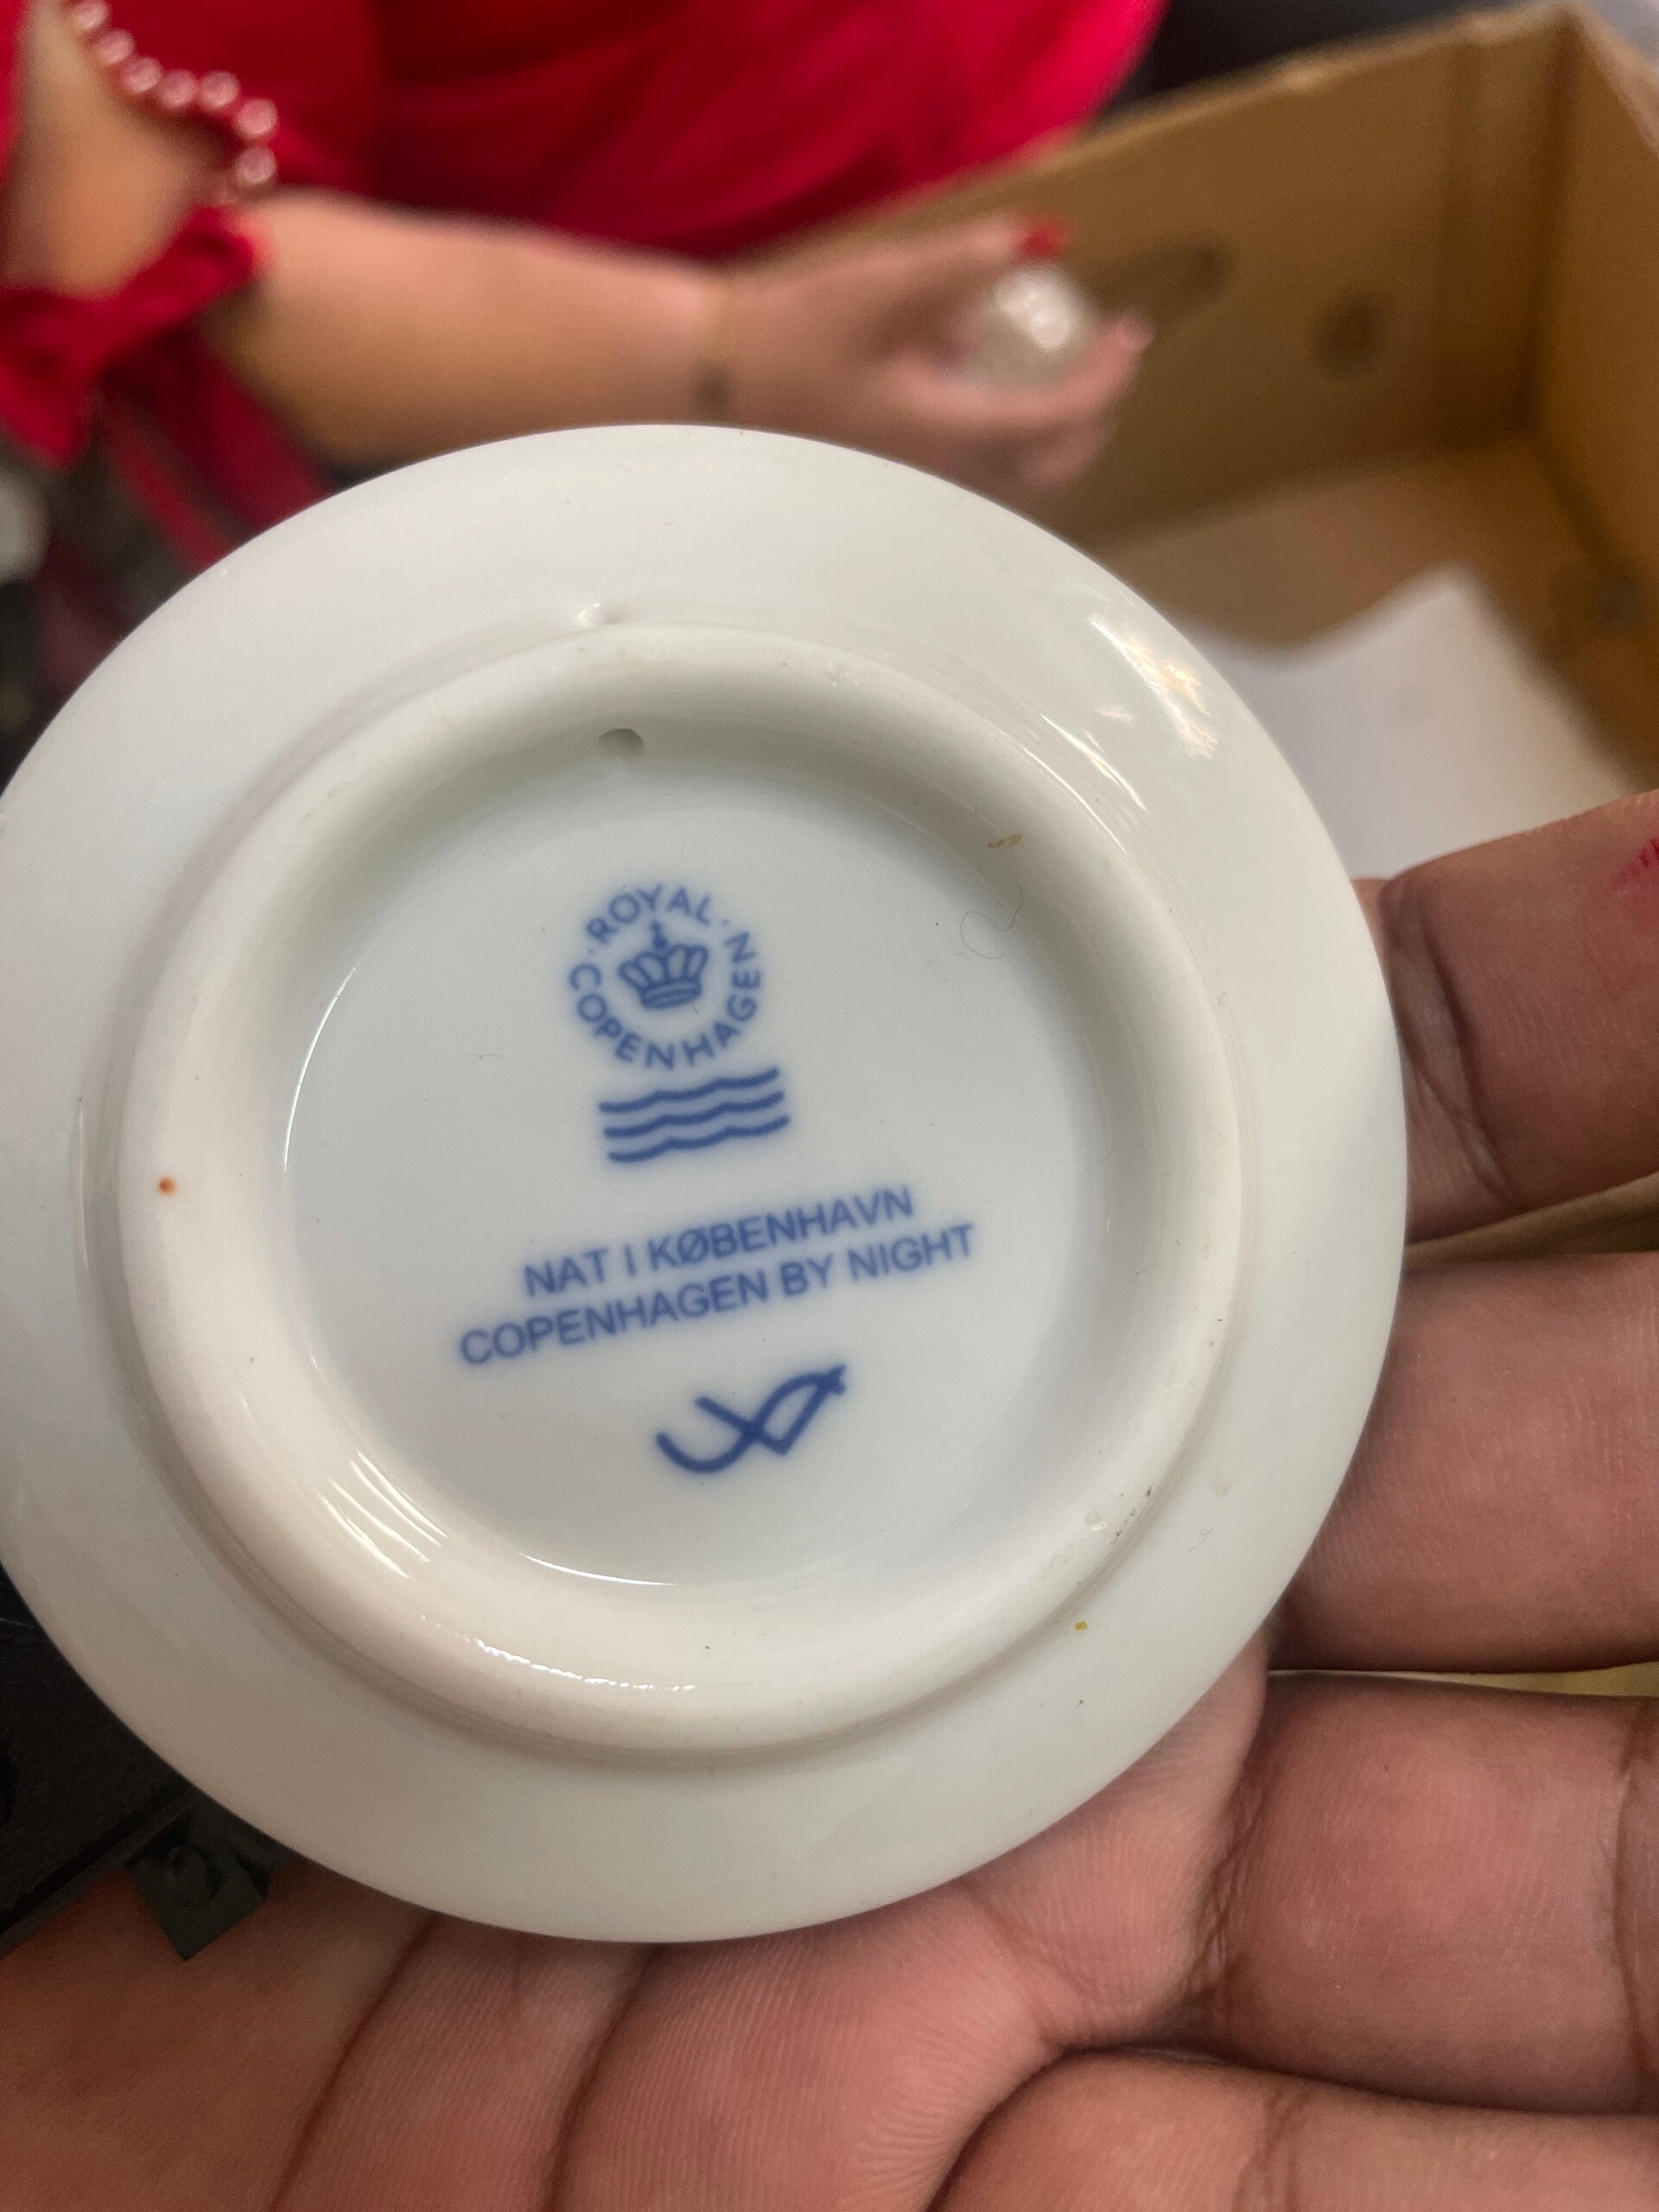 ROYAL
COPENHAGEN
NAT I KØBENHAVN
COPENHAGEN BY NIGHT